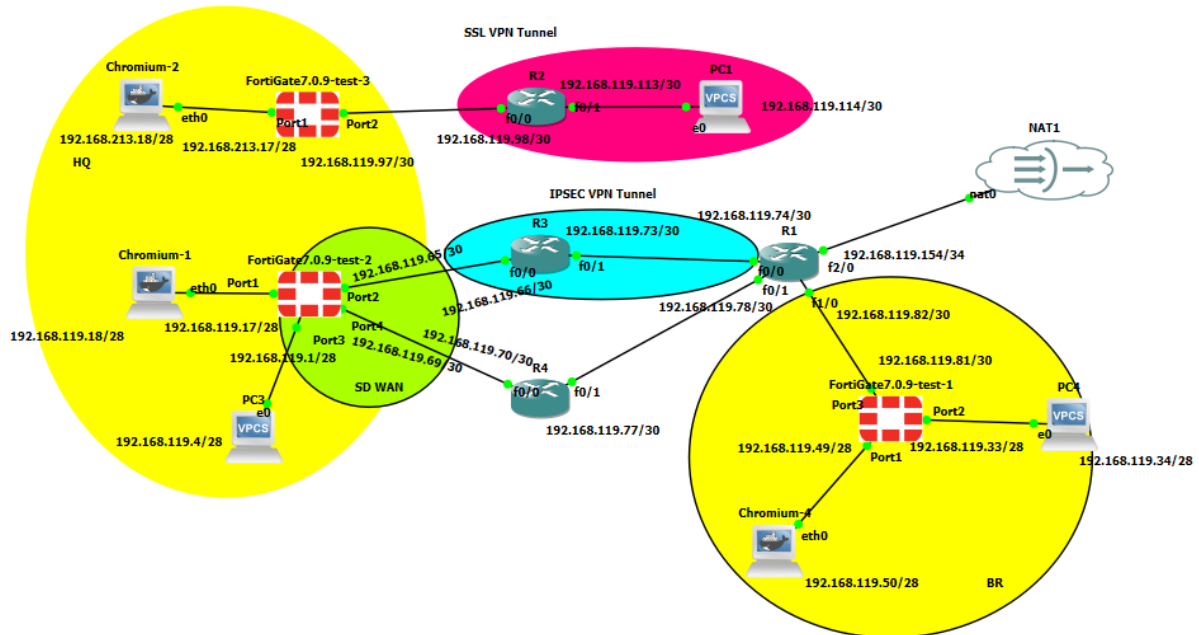 SSL VPN Tunnel
Chromium-2
FortiGate7.0.9-test-3
R2
192.168.119.113/30
PC1
VPCS
192.168.119.114/30
eth0
Port1
Port2
f0/0
f0/1
e0
192.168.213.18/28
192.168.213.17/28
192.168.119.98/30
HQ
192.168.119.97/30
NAT1
nat0
IPSEC VPN Tunnel
192.168.119.74/30
R3
192.168.119.73/30
R1
Chromium-1
FortiGate7.0.9-test-2
192.168.119.65/30
192.168.119.154/34
eth0
Port1
Port2
f0/0
f0/1
f0/0
f2/0
192.168.119.66/30
f0/1
f1/0
192.168.119.78/30
192.168.119.82/30
192.168.119.18/28
192.168.119.17/28
Port4
Port3
192.168.119.1/28
192.168.119.70/30
192.168.119.69/30
R4
SD WAN
f0/0
f0/1
192.168.119.77/30
192.168.119.81/30
PC3
e0
VPCS
192.168.119.4/28
FortiGate7.0.9-test-1
PC4
VPCS
Port3
Port2
e0
192.168.119.49/28
Port1
192.168.119.33/28
192.168.119.34/28
Chromium-4
eth0
192.168.119.50/28
BR